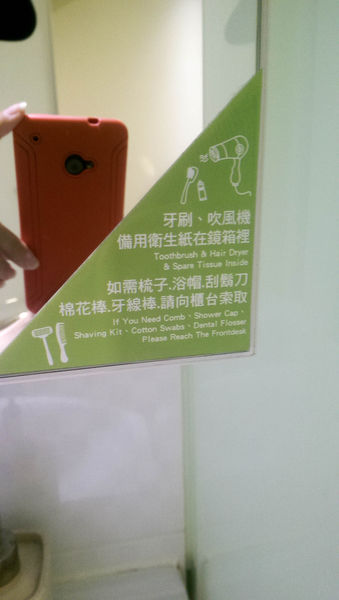 牙刷、吹風機
備用衛生紙在鏡箱裡
Toothbrush & Hair Dryer
& Spare Tissue Inside
如需梳子.浴帽.刮鬍刀
棉花棒.牙線棒.請向櫃台索取
If You Need Comb、Shower Cap、
Shaving Kit、Cotton Swabs、Dental Flosser
Please Reach The Frontdesk